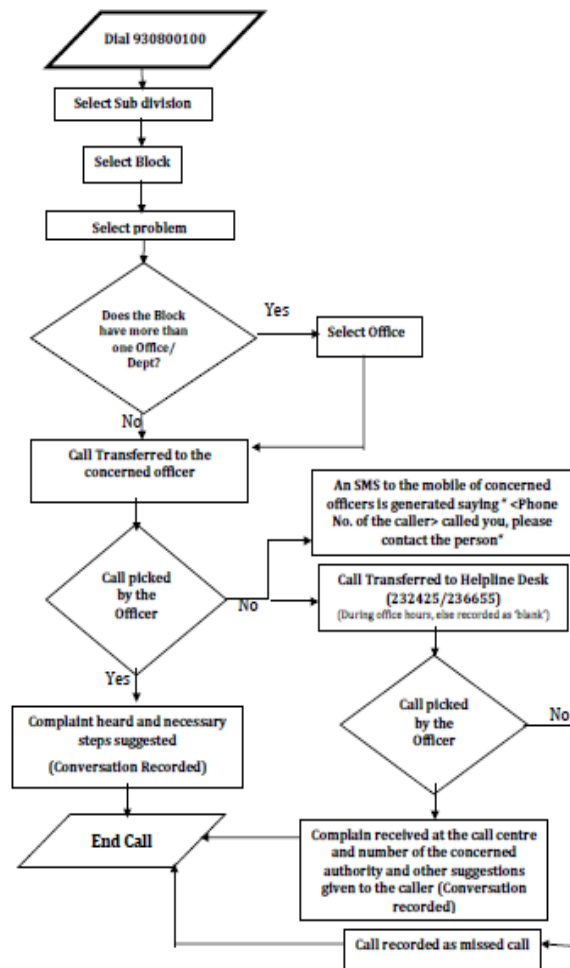 Dial 930800100
Select Sub division
Select Block
Select problem
Does the Block
have more than
one Office/
Dept?
Yes
Select Office
No
Call Transferred to the
concerned officer
An SMS to the mobile of concerned
officers is generated saying “ <Phone
No. of the caller> called you, please
contact the person”
Call picked
by the
Officer
No
Call Transferred to Helpline Desk
(232425/236655)
(During office hours, else recorded as ‘blank’)
Yes
Complaint heard and necessary
steps suggested
(Conversation Recorded)
Call picked
by the
Officer
No
End Call
Complain received at the call centre
and number of the concerned
authority and other suggestions
given to the caller (Conversation
recorded)
Call recorded as missed call